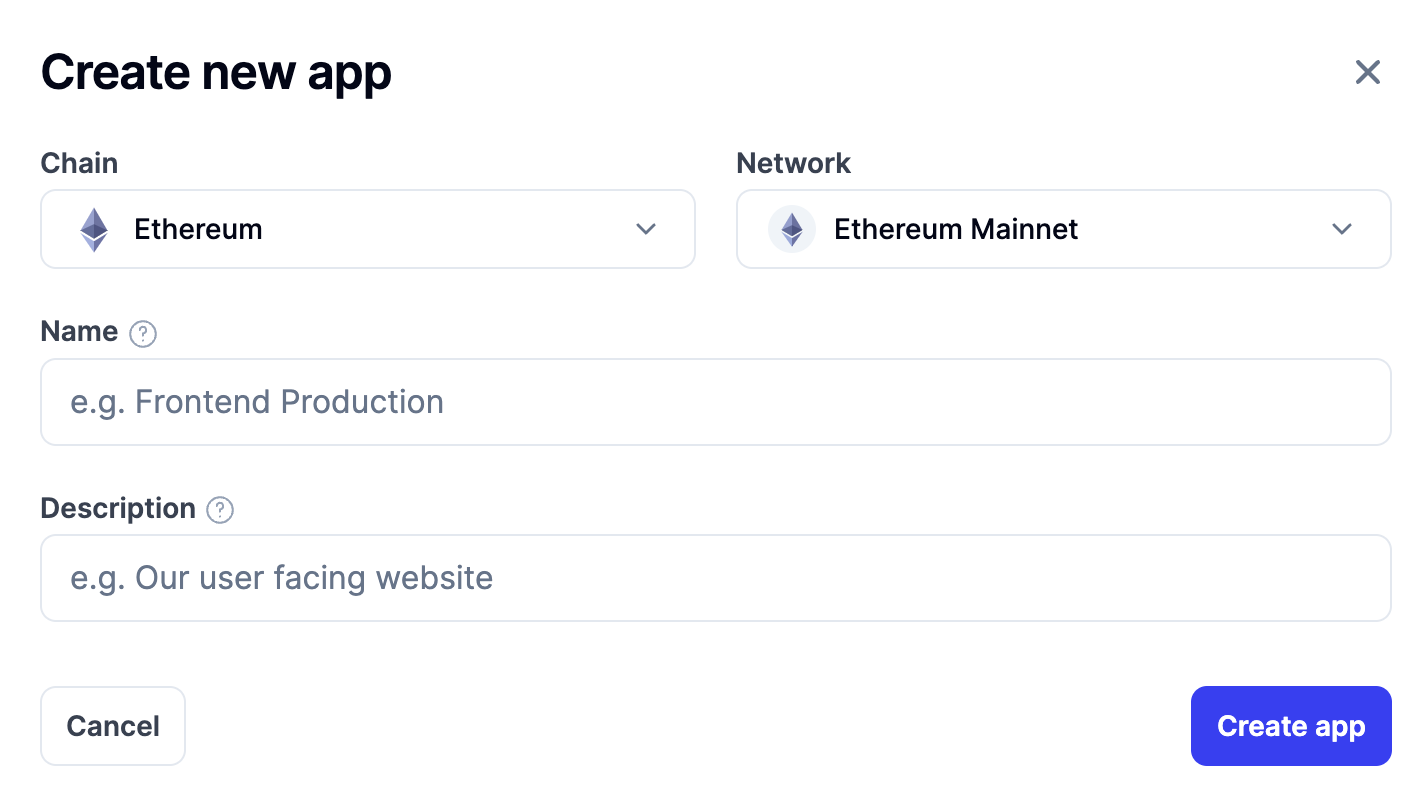 Create new app
Chain
Network
Ethereum
Ethereum Mainnet
Name ?
e.g. Frontend Production
Description ?
e.g. Our user facing website
Cancel
Create app